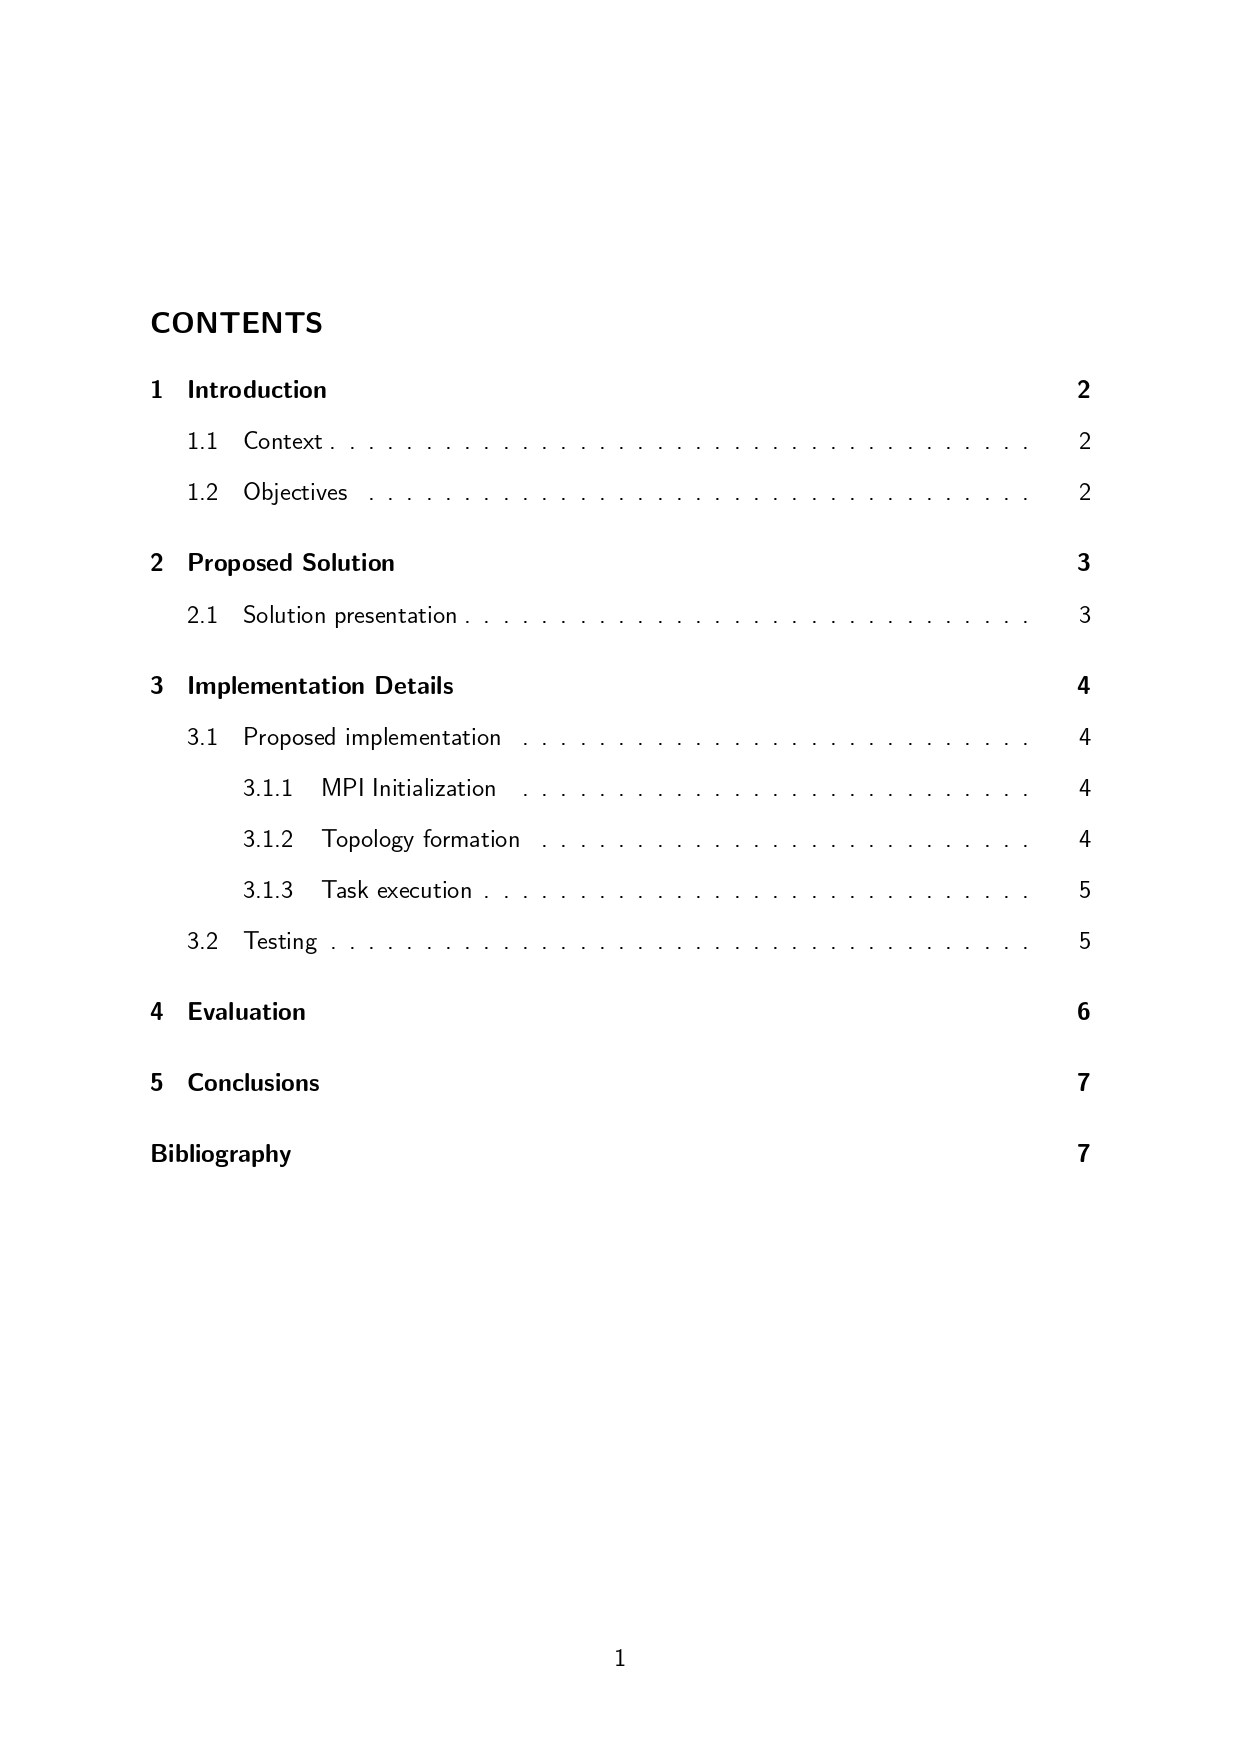 CONTENTS
1 Introduction 2
1.1 Context . . . . . . . . . . . . . . . . . . . . . . . . . . . . . . . . . . . . . 2
1.2 Objectives . . . . . . . . . . . . . . . . . . . . . . . . . . . . . . . . . . . 2
2 Proposed Solution 3
2.1 Solution presentation . . . . . . . . . . . . . . . . . . . . . . . . . . . . . . 3
3 Implementation Details 4
3.1 Proposed implementation . . . . . . . . . . . . . . . . . . . . . . . . . . . 4
3.1.1 MPI Initialization . . . . . . . . . . . . . . . . . . . . . . . . . . . 4
3.1.2 Topology formation . . . . . . . . . . . . . . . . . . . . . . . . . . 4
3.1.3 Task execution . . . . . . . . . . . . . . . . . . . . . . . . . . . . . 5
3.2 Testing . . . . . . . . . . . . . . . . . . . . . . . . . . . . . . . . . . . . . 5
4 Evaluation 6
5 Conclusions 7
Bibliography 7
1